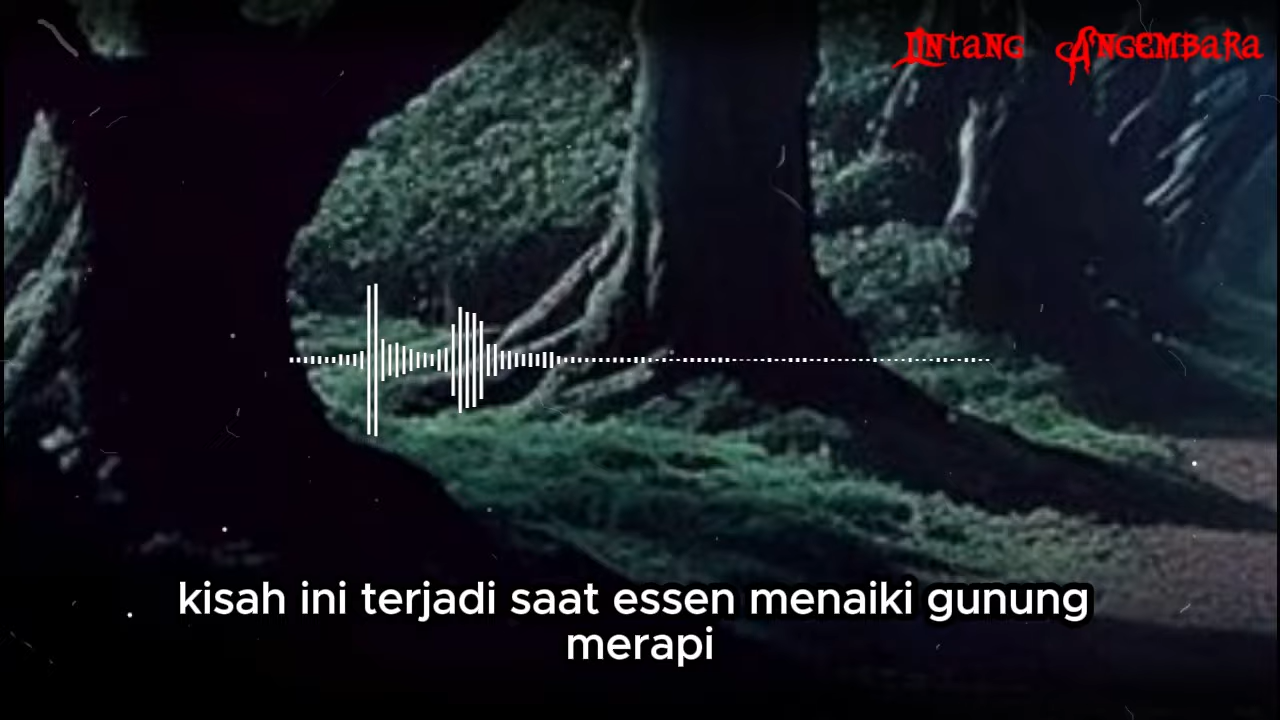 Lintang Angembara
kisah ini terjadi saat essen menaiki gunung
merapi